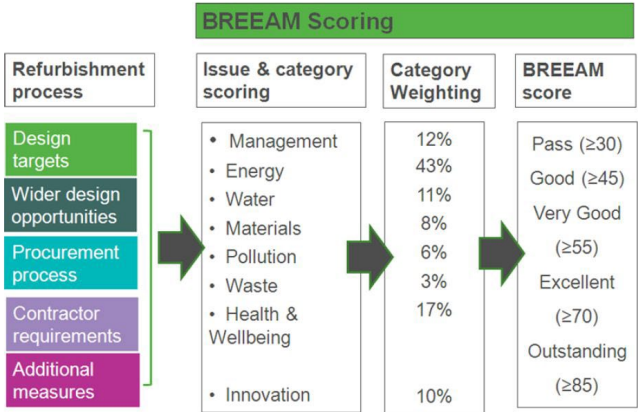 BREEAM Scoring
Refurbishment
process
Issue & category
scoring
Category
Weighting
BREEAM
score
Design
targets
Wider design
opportunities
Procurement
process
Contractor
requirements
Additional
measures
• Management
• Energy
• Water
• Materials
• Pollution
• Waste
• Health &
Wellbeing
• Innovation
12%
43%
11%
8%
6%
3%
17%
10%
Pass (≥30)
Good (≥45)
Very Good
(≥55)
Excellent
(≥70)
Outstanding
(≥85)